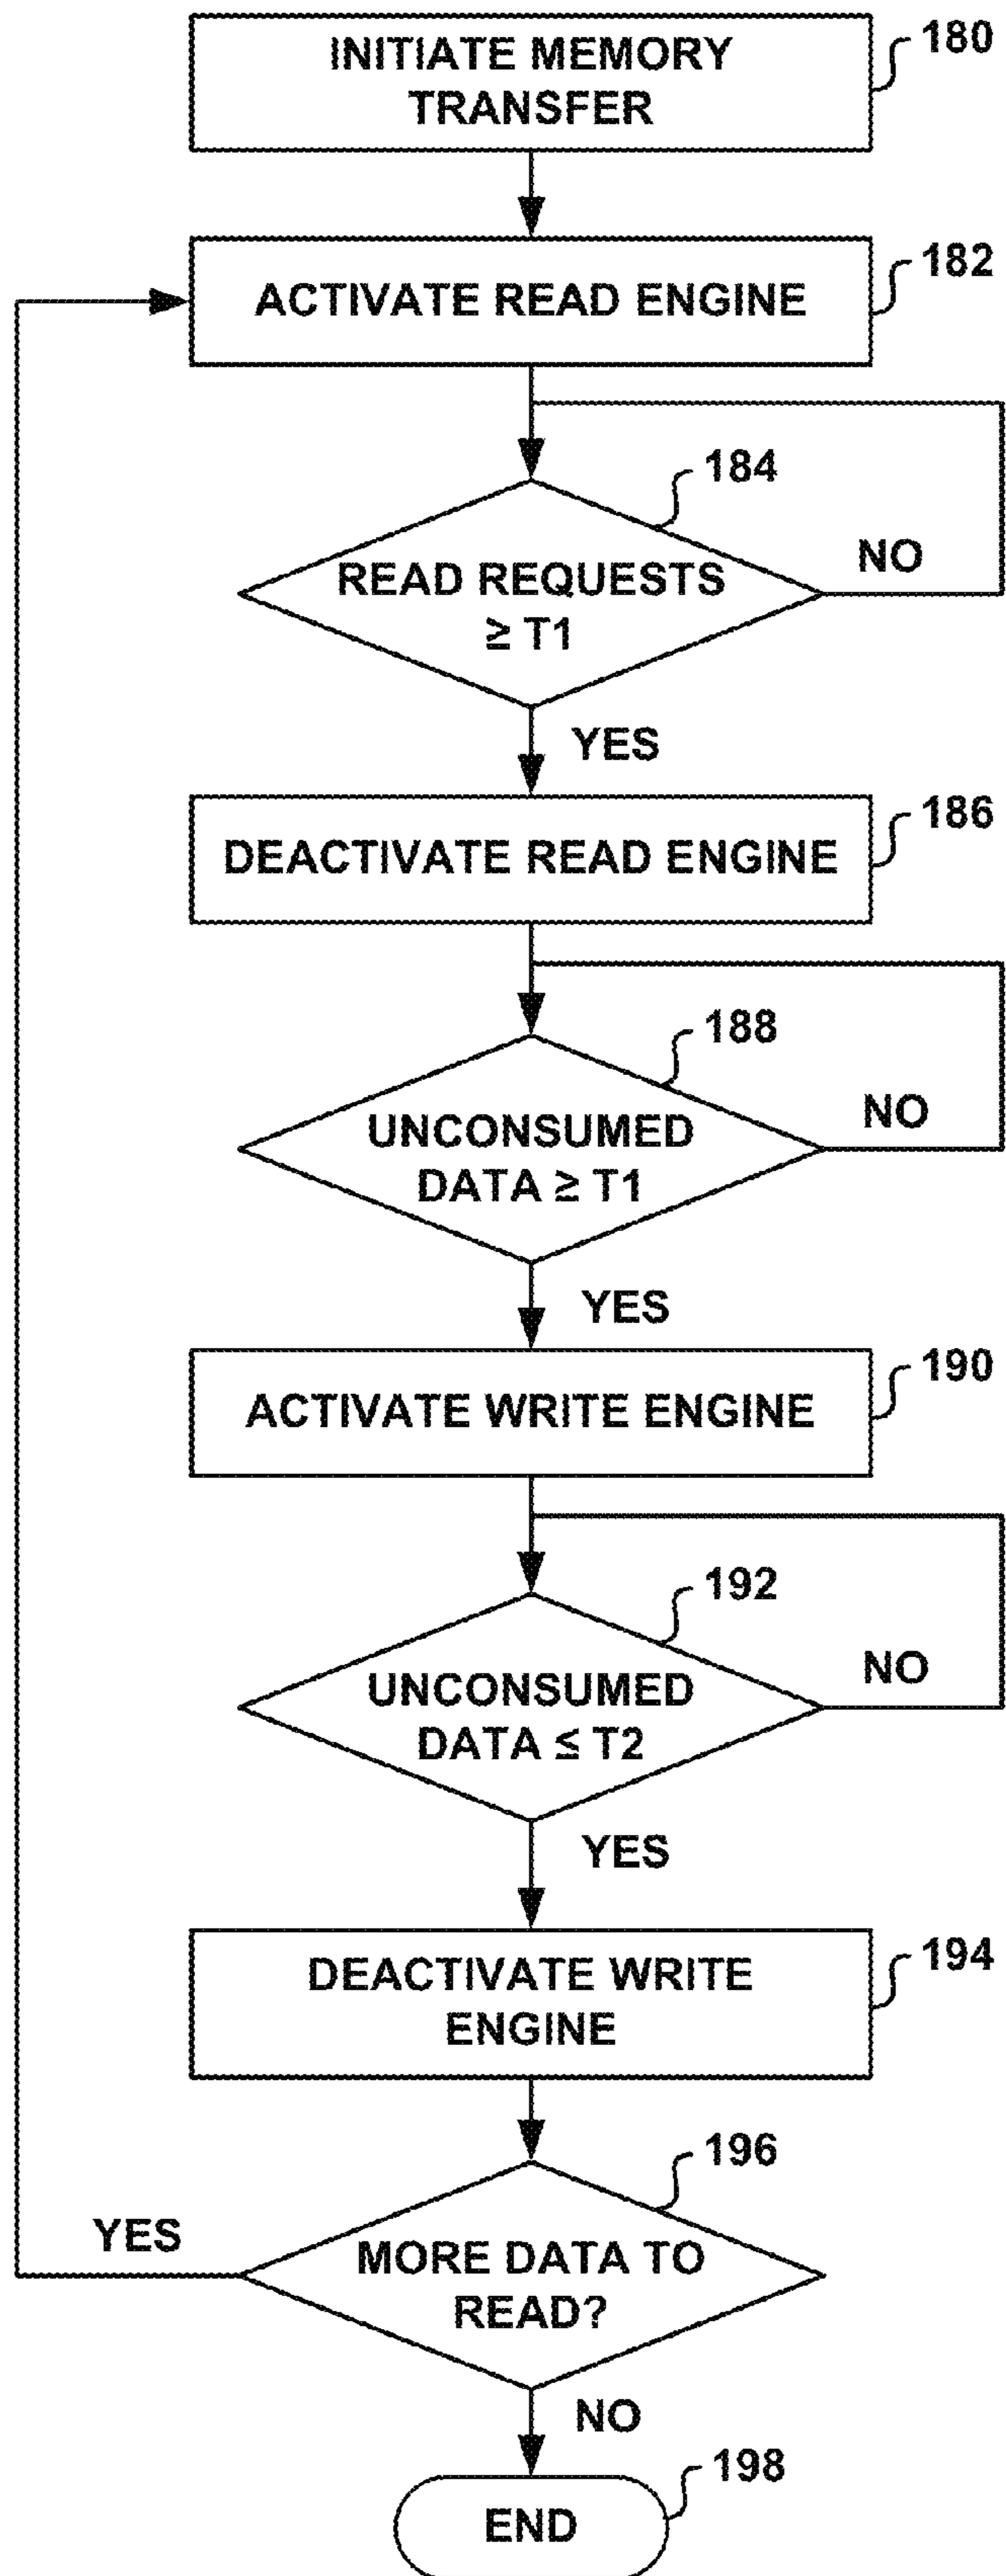 INITIATE MEMORY
TRANSFER
180
ACTIVATE READ ENGINE
182
184
READ REQUESTS
≥ T1
NO
YES
DEACTIVATE READ ENGINE
186
188
UNCONSUMED
DATA ≥ T1
NO
YES
ACTIVATE WRITE ENGINE
190
192
UNCONSUMED
DATA ≤ T2
NO
YES
DEACTIVATE WRITE
ENGINE
194
196
MORE DATA TO
READ?
YES
NO
END
198